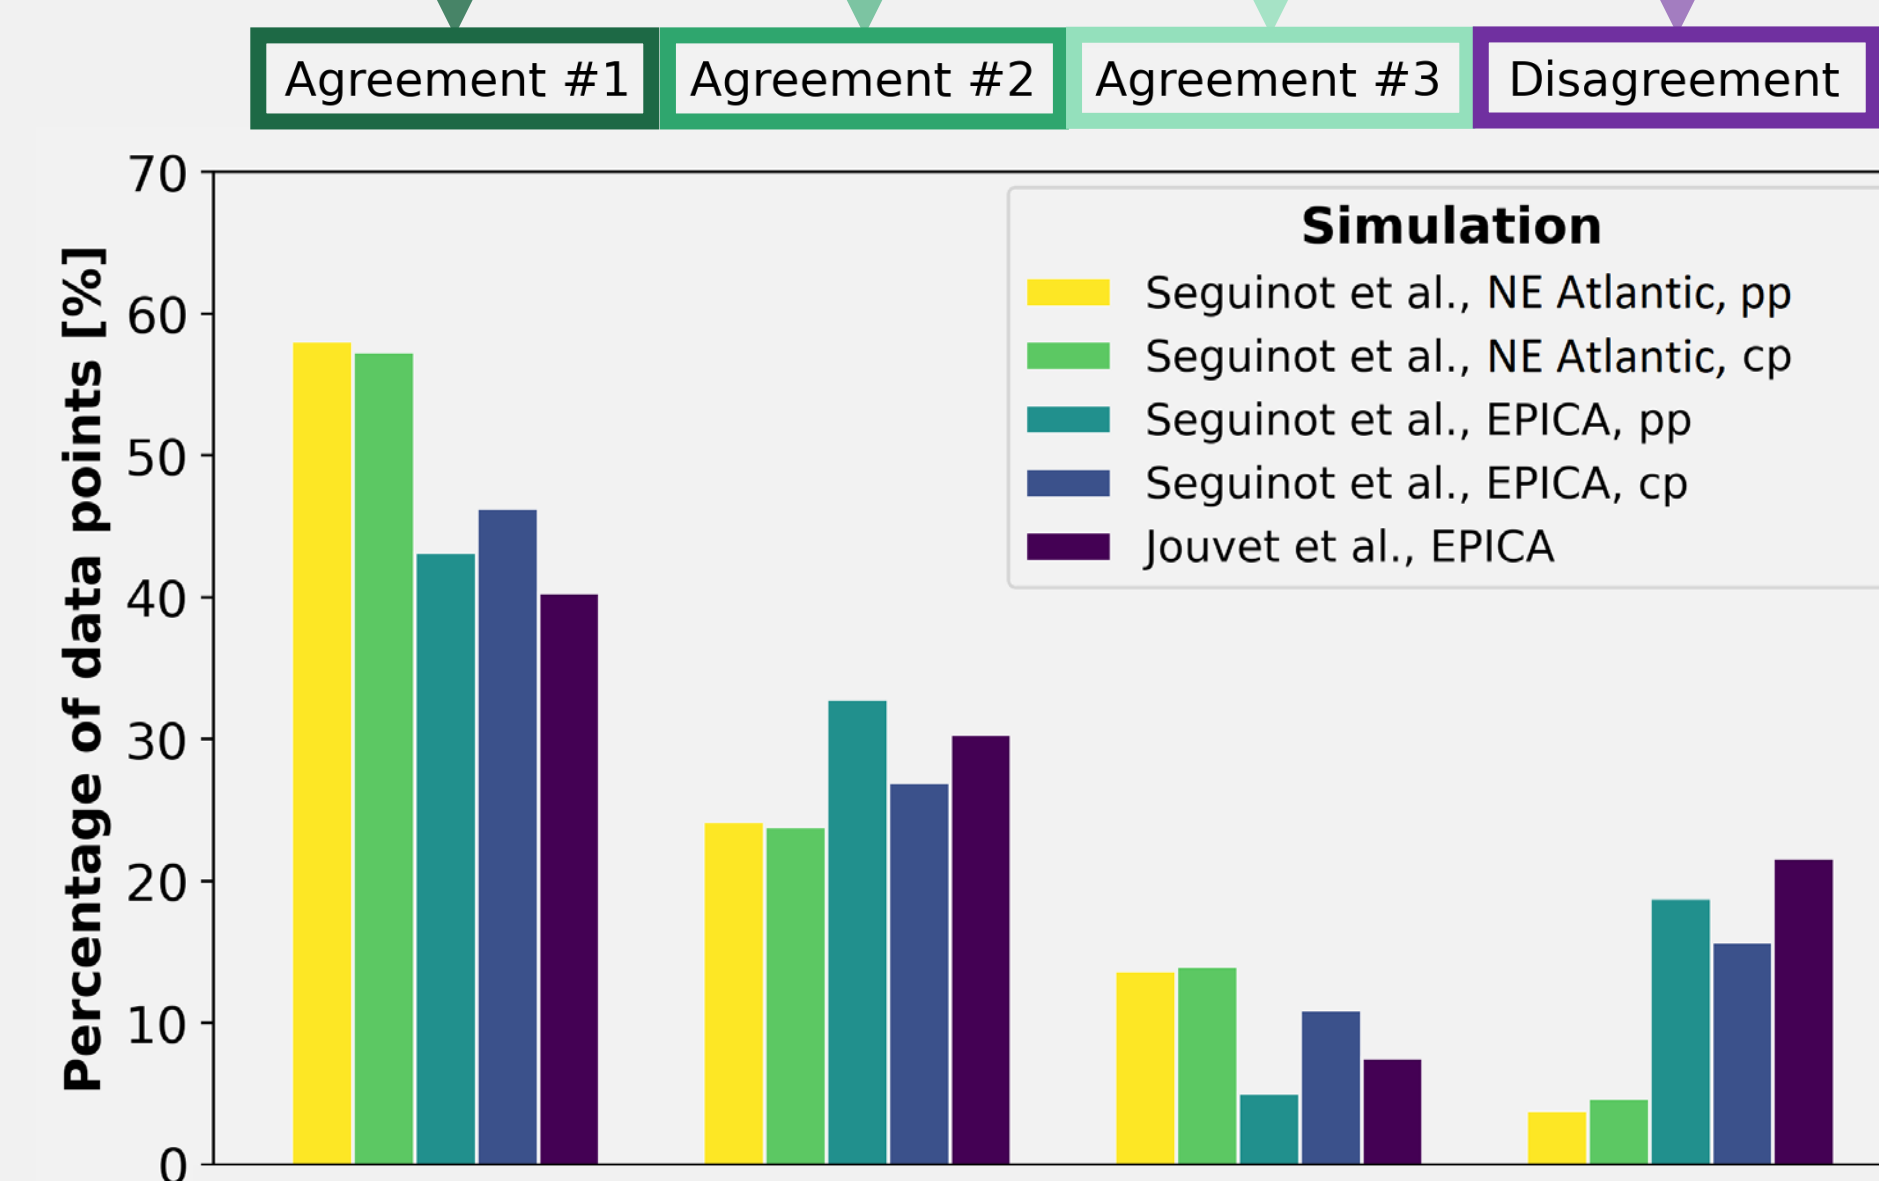 Agreement #1
Agreement #2
Agreement #3
Disagreement
Percentage of data points [%]
70
60
50
40
30
20
10
0
Simulation
Seguinot et al., NE Atlantic, pp
Seguinot et al., NE Atlantic, cp
Seguinot et al., EPICA, pp
Seguinot et al., EPICA, cp
Jouvet et al., EPICA